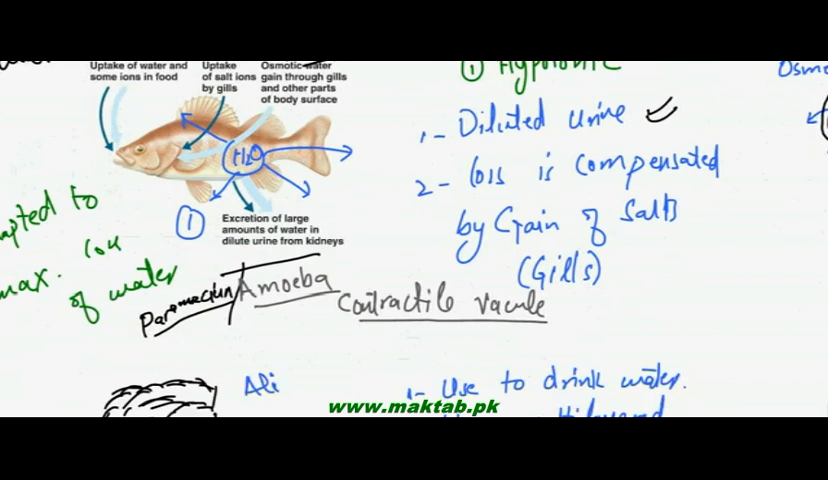 Uptake of water and
some ions in food
Uptake
of salt ions
by gills
Osmotic water
gain through gills
and other parts
of body surface
H2O
1
Excretion of large
amounts of water in
dilute urine from kidneys
to
max.
of water
Paramecium/Amoeba
Contractile vacuole
1 Hypotonic
1- Diluted Urine
2- loss is compensated
by Gain of Salts
(Gills)
Osmo
Ali
1- Use to drink water.
www.maktab.pk